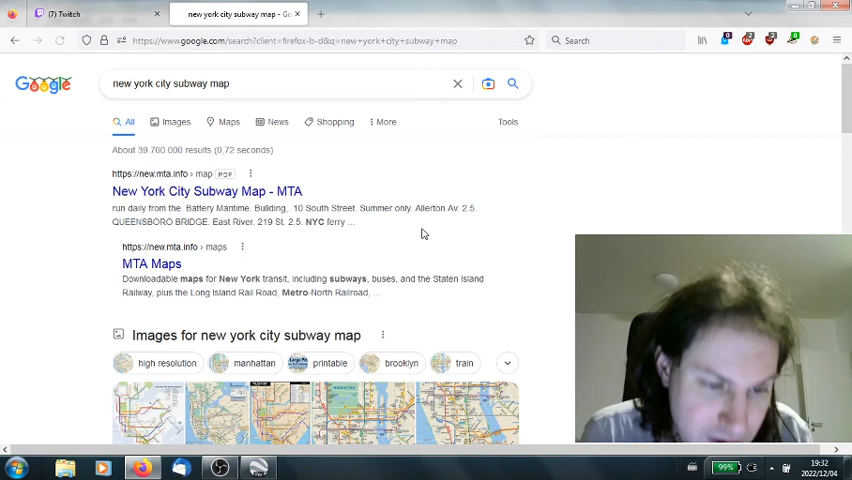 (7) Twitch
new york city subway map - Go
https://www.google.com/search?client=firefox-b-d&q=new+york+city+subway+map
Search
Google
new york city subway map
All
Images
Maps
News
Shopping
More
Tools
About 39.700.000 results (0,72 seconds)
https://new.mta.info › map PDF
New York City Subway Map - MTA
run daily from the. Battery Maritime. Building,. 10 South Street. Summer only. Allerton Av. 2.5.
QUEENSBORO BRIDGE. East River. 219 St. 2.5. NYC ferry ...
https://new.mta.info › maps
MTA Maps
Downloadable maps for New York transit, including subways, buses, and the Staten Island
Railway, plus the Long Island Rail Road, Metro-North Railroad, ...
Images for new york city subway map
high resolution
manhattan
printable
brooklyn
train
99%
19:32
2022/12/04